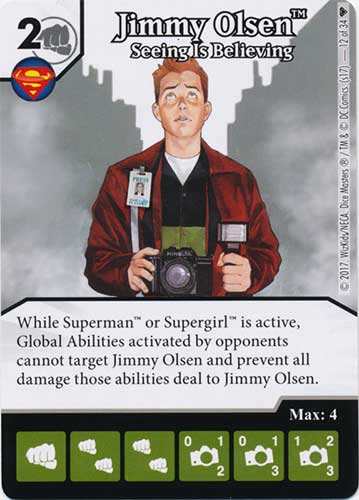 Jimmy Olsen™
2
Seeing Is Believing
© 2017, WizKids/NECA. Dice Masters ® / TM & © DC Comics. (s17) — 12 of 34
PRESS
MINOLTA
While Superman™ or Supergirl™ is active,
Global Abilities activated by opponents
cannot target Jimmy Olsen and prevent all
damage those abilities deal to Jimmy Olsen.
Max: 4
0 1
2
0 1
3
1 2
3